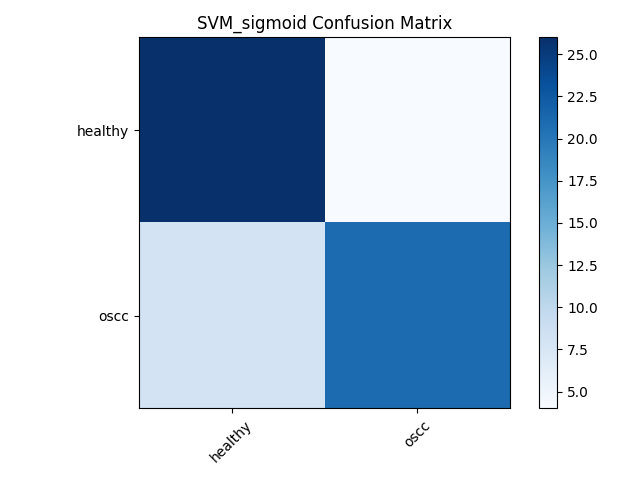 SVM_sigmoid Confusion Matrix
healthy
oscc
healthy
oscc
25.0
22.5
20.0
17.5
15.0
12.5
10.0
7.5
5.0